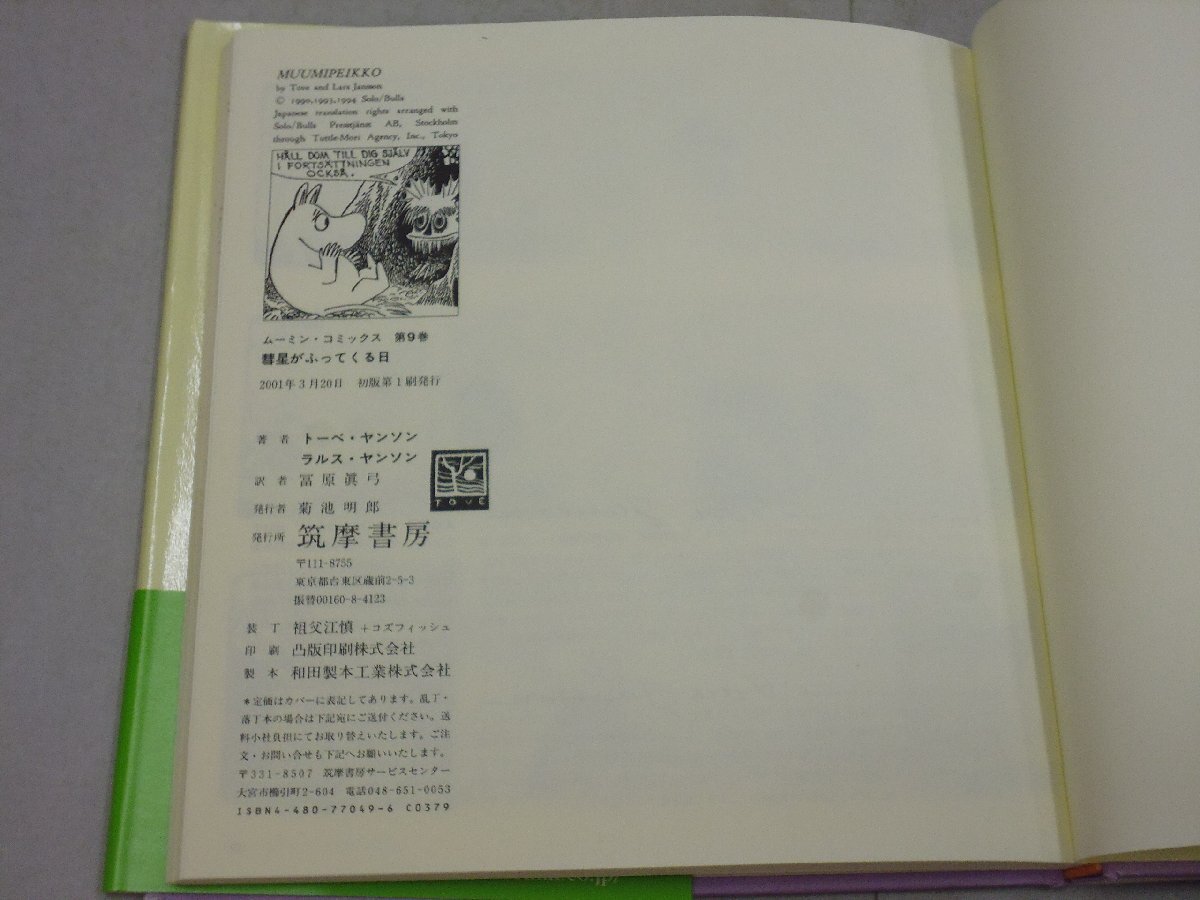 MUUMIPEIKKO
by Tove and Lars Jansson
© 1990,1993,1994 Solo/Bulls
Japanese translation rights arranged with
Solo/Bulls Presstjänst AB, Stockholm
through Tuttle-Mori Agency, Inc., Tokyo
HÅLL DOM TILL DIG SJÄLV
I FORTSÄTTNINGEN
OCKSÅ.
ムーミン・コミックス 第9巻
彗星がふってくる日
2001年3月20日 初版第1刷発行
著者 トーベ・ヤンソン
ラルス・ヤンソン
訳者 冨原眞弓
発行者 菊池明郎
発行所 筑摩書房
〒111-8755
東京都台東区蔵前2-5-3
振替00160-8-4123
TOVE
装丁 祖父江慎+コズフィッシュ
印刷 凸版印刷株式会社
製本 和田製本工業株式会社
*定価はカバーに表記してあります。乱丁・
落丁本の場合は下記宛にご送付ください。送
料小社負担にてお取り替えいたします。ご注
文・お問い合せも下記へお願いいたします。
〒331-8507 筑摩書房サービスセンター
大宮市櫛引町2-604 電話048-651-0053
ISBN4-480-77049-6 C0379